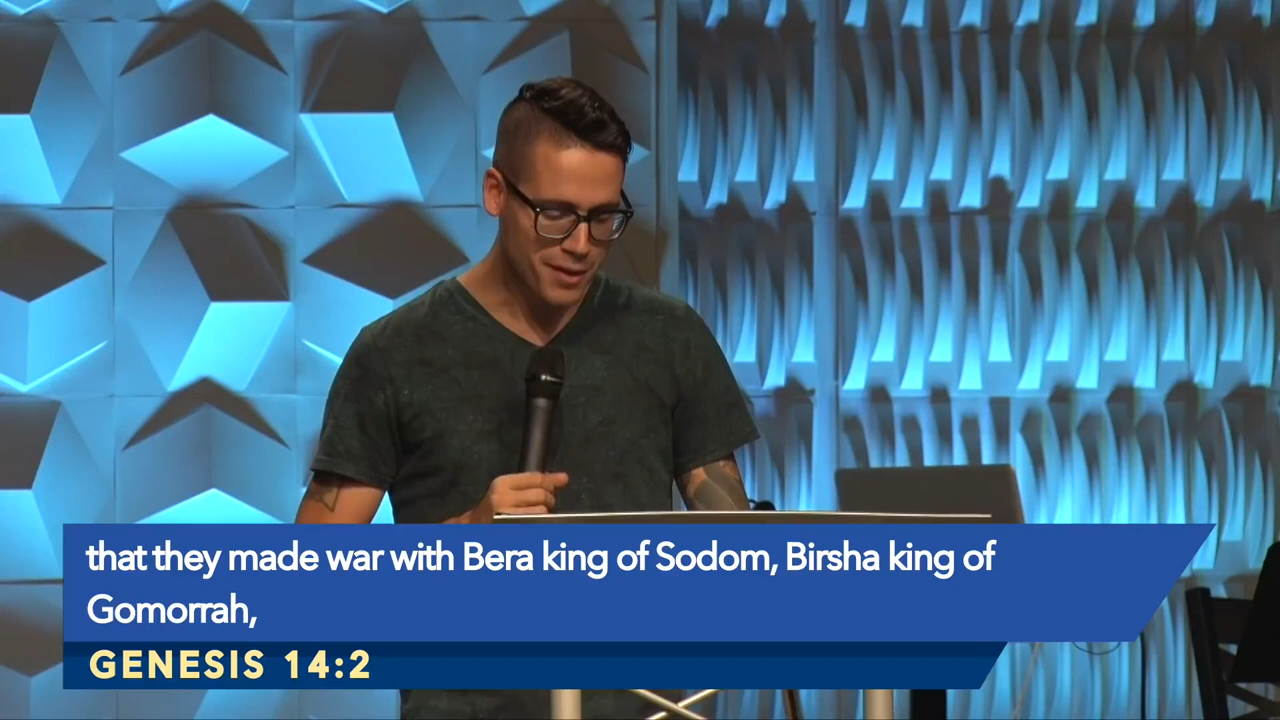 that they made war with Bera king of Sodom, Birsha king of
Gomorrah,
GENESIS 14:2